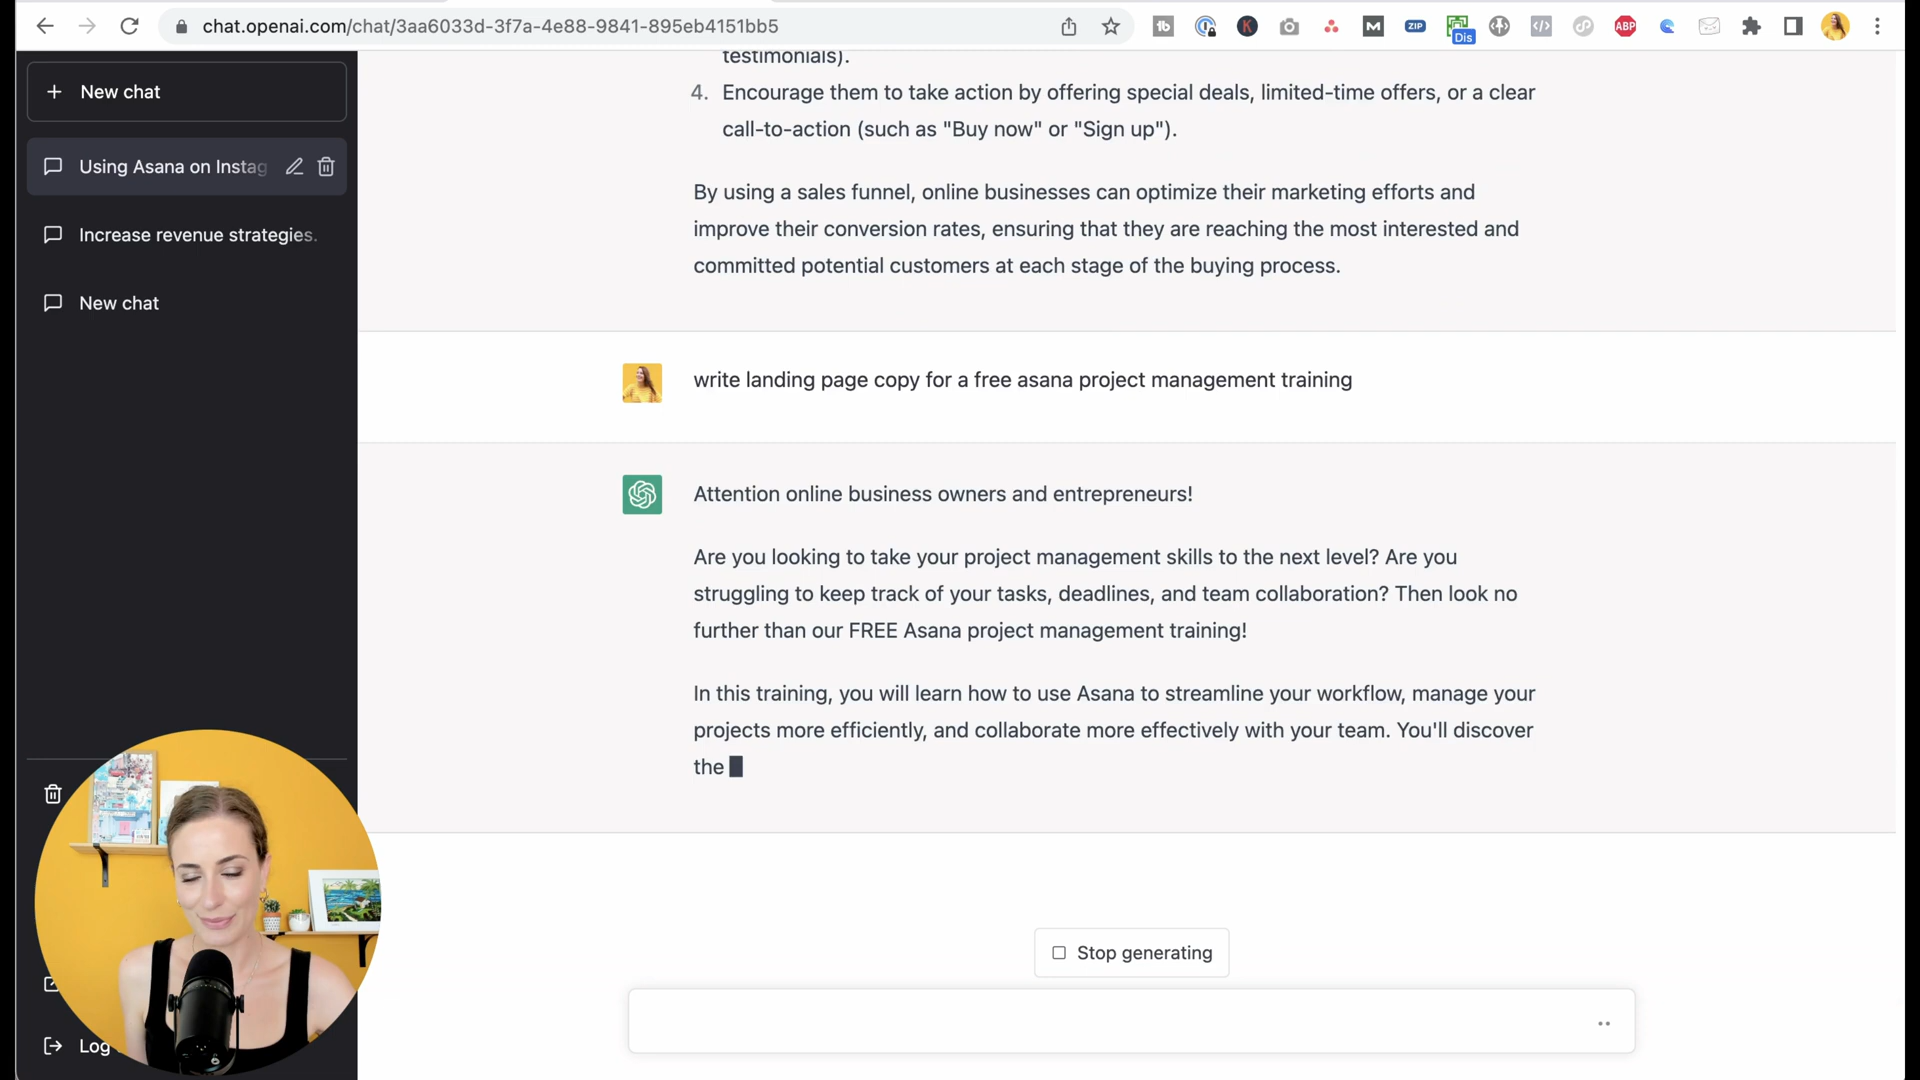 chat.openai.com/chat/3aa6033d-3f7a-4e88-9841-895eb4151bb5
Dis
ZIP
ABP
New chat
Using Asana on Instag
Increase revenue strategies.
New chat
Log
testimonials).
4. Encourage them to take action by offering special deals, limited-time offers, or a clear
call-to-action (such as "Buy now" or "Sign up").
By using a sales funnel, online businesses can optimize their marketing efforts and
improve their conversion rates, ensuring that they are reaching the most interested and
committed potential customers at each stage of the buying process.
write landing page copy for a free asana project management training
Attention online business owners and entrepreneurs!
Are you looking to take your project management skills to the next level? Are you
struggling to keep track of your tasks, deadlines, and team collaboration? Then look no
further than our FREE Asana project management training!
In this training, you will learn how to use Asana to streamline your workflow, manage your
projects more efficiently, and collaborate more effectively with your team. You'll discover
the
Stop generating